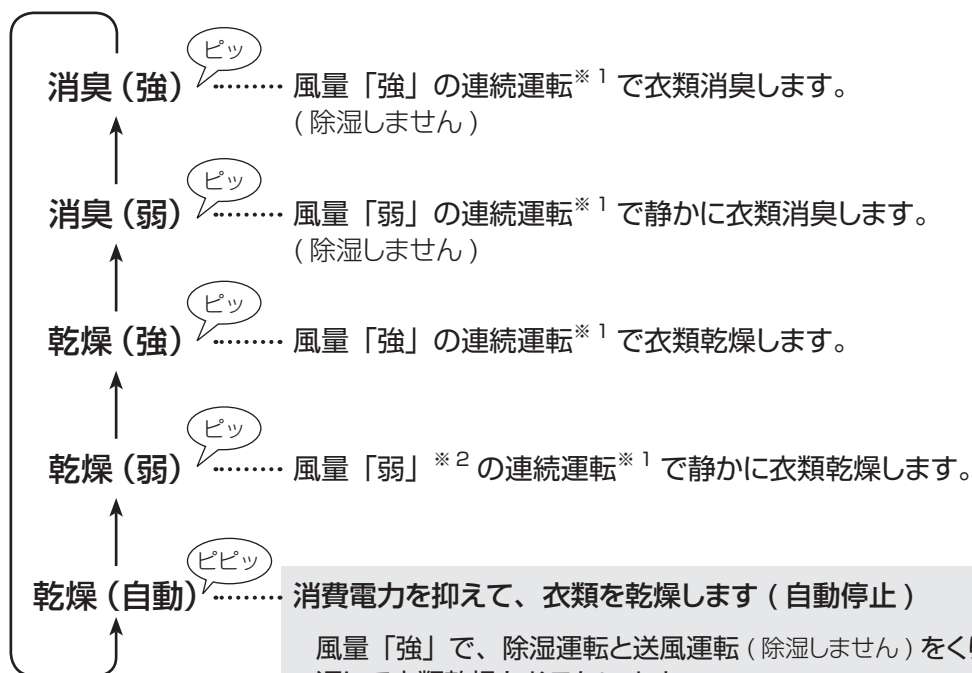 ピッ
消臭(強)……… 風量「強」の連続運転※1で衣類消臭します。
(除湿しません)
ピッ
消臭(弱)……… 風量「弱」の連続運転※1で静かに衣類消臭します。
(除湿しません)
ピッ
乾燥(強)……… 風量「強」の連続運転※1で衣類乾燥します。
ピッ
乾燥(弱)……… 風量「弱」※2の連続運転※1で静かに衣類乾燥します。
ピピッ
乾燥(自動)……… 消費電力を抑えて、衣類を乾燥します(自動停止)
風量「強」で、除湿運転と送風運転(除湿しません)をく